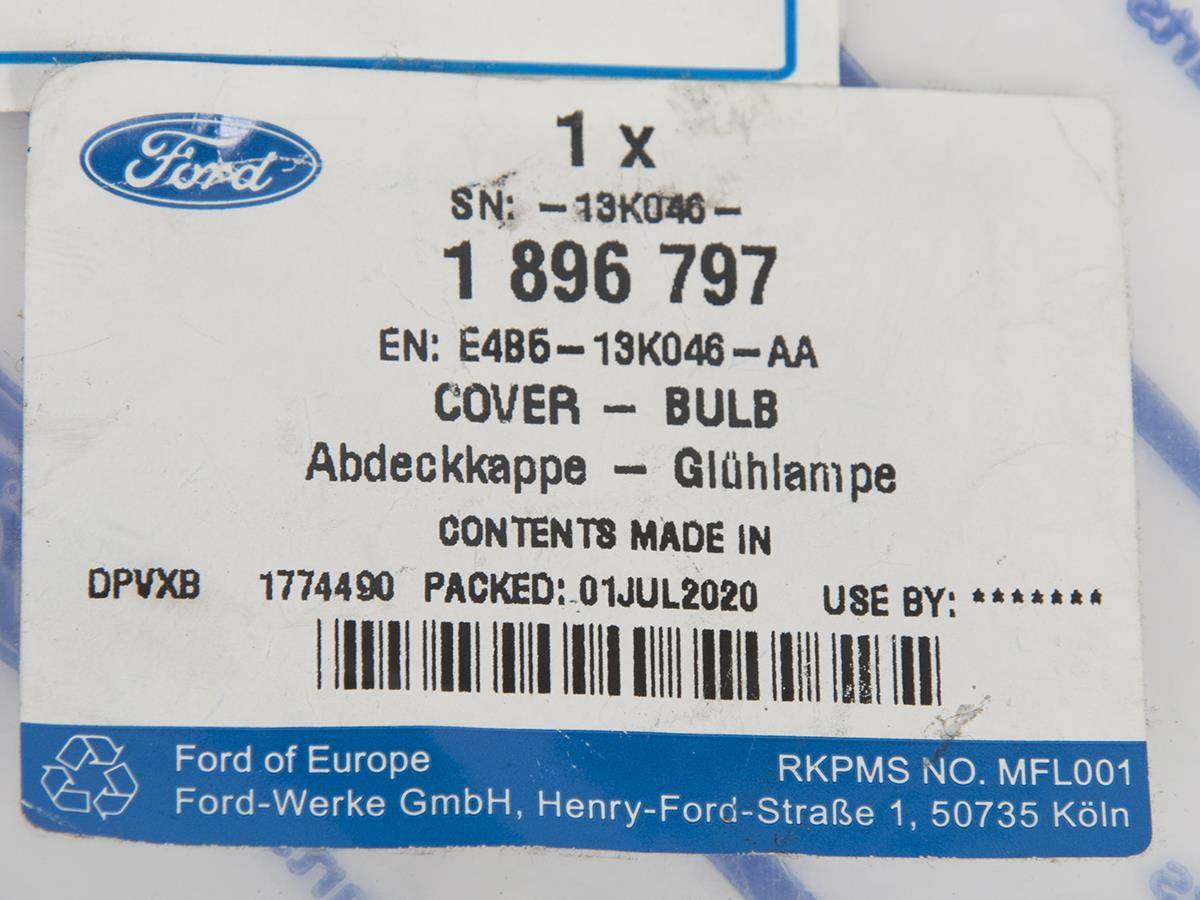 Ford
1 x
SN: -13K046-
1 896 797
EN: E4B5-13K046-AA
COVER - BULB
Abdeckkappe - Glühlampe
CONTENTS MADE IN
DPVXB 1774490 PACKED: 01JUL2020 USE BY: *******
Ford of Europe
RKPMS NO. MFL001
Ford-Werke GmbH, Henry-Ford-Straße 1, 50735 Köln